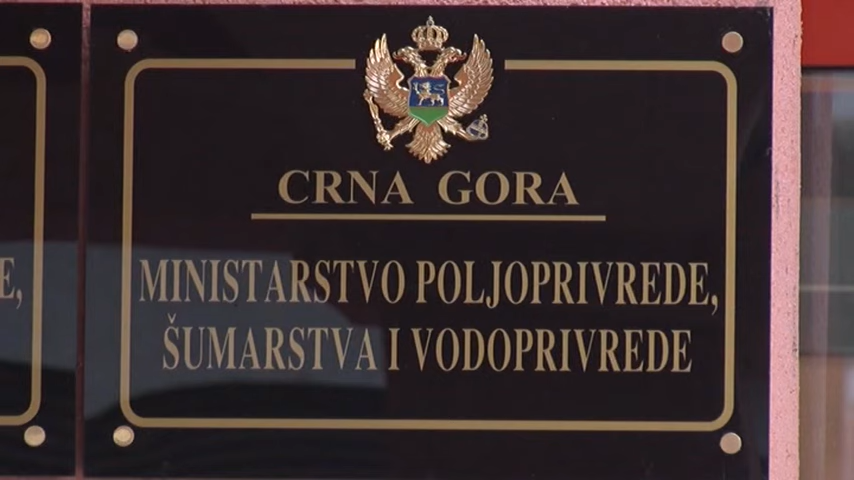 CRNA GORA
MINISTARSTVO POLJOPRIVREDE,
ŠUMARSTVA I VODOPRIVREDE